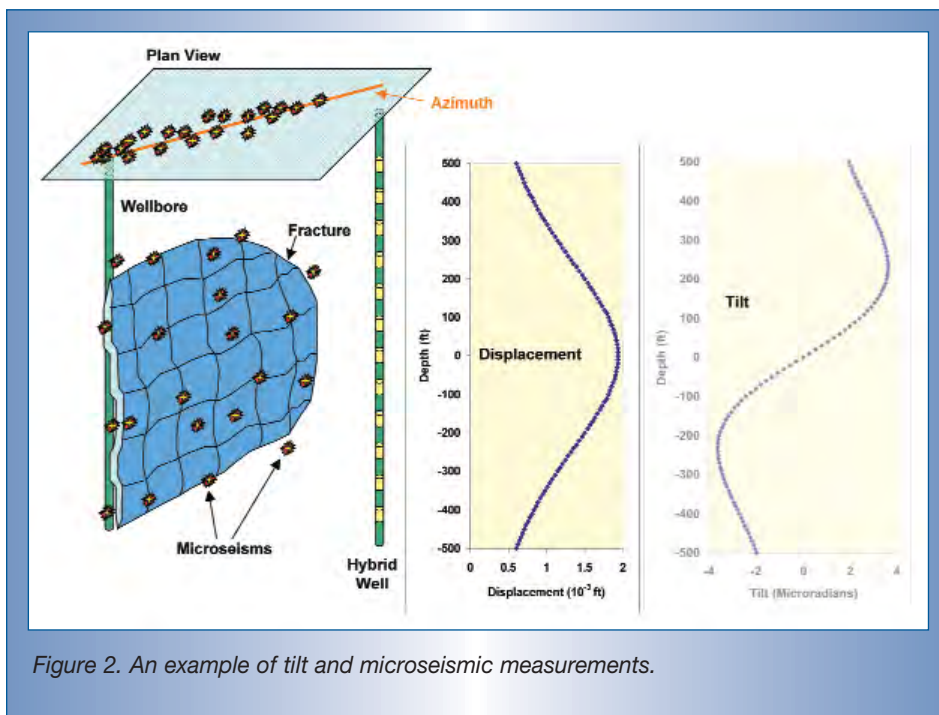 Plan View
Azimuth
Wellbore
Fracture
Microseisms
Hybrid
Well
500
400
300
200
100
0
-100
-200
-300
-400
-500
Depth (ft)
Displacement
0
0.5
1
1.5
2
Displacement (10⁻³ ft)
500
400
300
200
100
0
-100
-200
-300
-400
-500
Depth (ft)
Tilt
-4
-2
0
2
4
Tilt (Microradians)
Figure 2. An example of tilt and microseismic measurements.